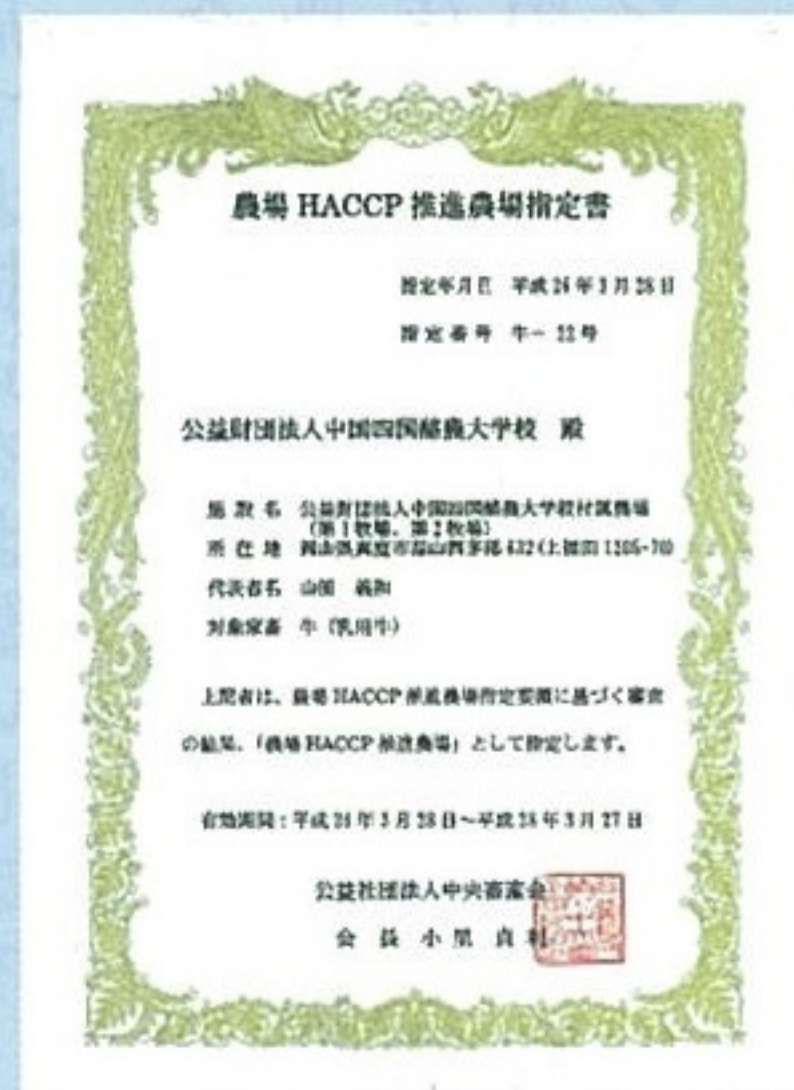 農場 HACCP 推進農場指定書
指定年月日 平成 26 年 3 月 28 日
指定番号 牛－ 22 号
公益財団法人中国四国酪農大学校 殿
施設名 公益財団法人中国四国酪農大学校付属農場
(第1牧場、第2牧場)
所在地 岡山県真庭市蒜山西茅部 632(上徳田 1205-70)
代表者名 山岡 義和
対象家畜 牛（乳用牛）
上記者は、農場 HACCP 推進農場指定要領に基づく審査
の結果、「農場 HACCP 推進農場」として指定します。
有効期間：平成 26 年 3 月 28 日～平成 28 年 3 月 27 日
公益社団法人中央畜産会
会 長 小 里 貞 利